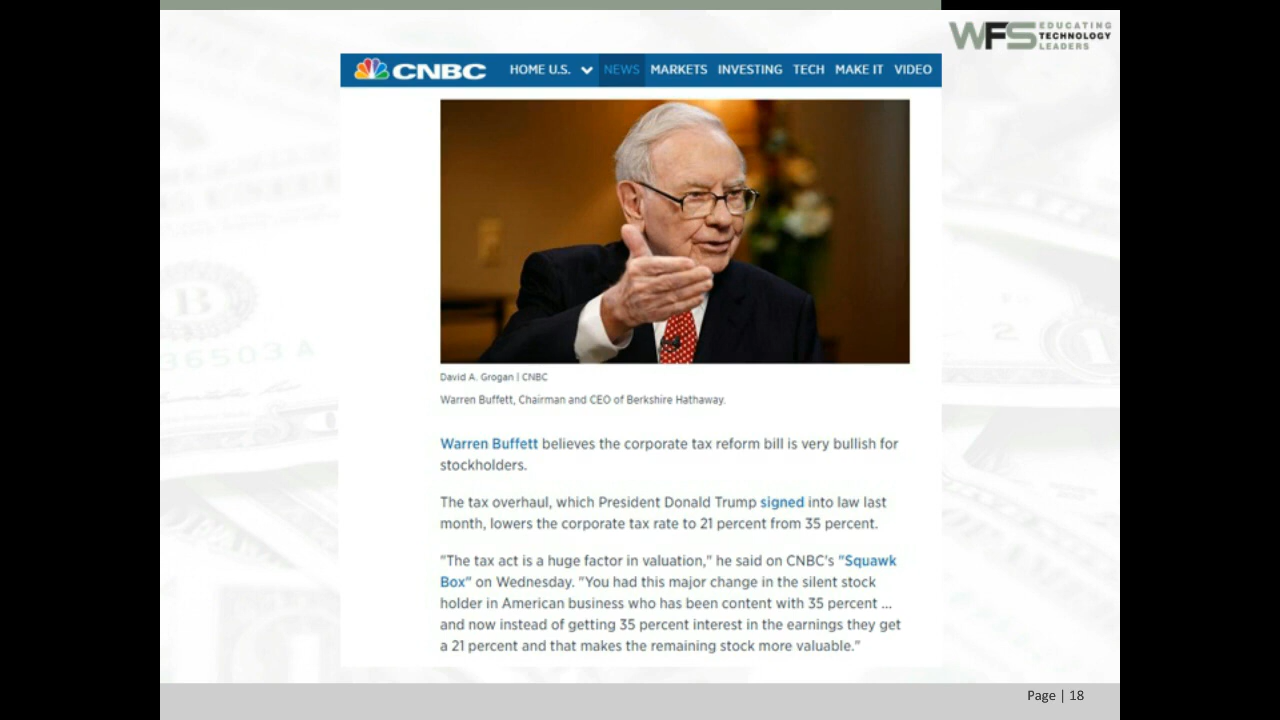 WFS EDUCATING
TECHNOLOGY
LEADERS
CNBC HOME U.S. NEWS MARKETS INVESTING TECH MAKE IT VIDEO
David A. Grogan | CNBC
Warren Buffett, Chairman and CEO of Berkshire Hathaway.
Warren Buffett believes the corporate tax reform bill is very bullish for
stockholders.
The tax overhaul, which President Donald Trump signed into law last
month, lowers the corporate tax rate to 21 percent from 35 percent.
"The tax act is a huge factor in valuation," he said on CNBC's "Squawk
Box" on Wednesday. "You had this major change in the silent stock
holder in American business who has been content with 35 percent ...
and now instead of getting 35 percent interest in the earnings they get
a 21 percent and that makes the remaining stock more valuable."
B
36503 A
2
Page | 18